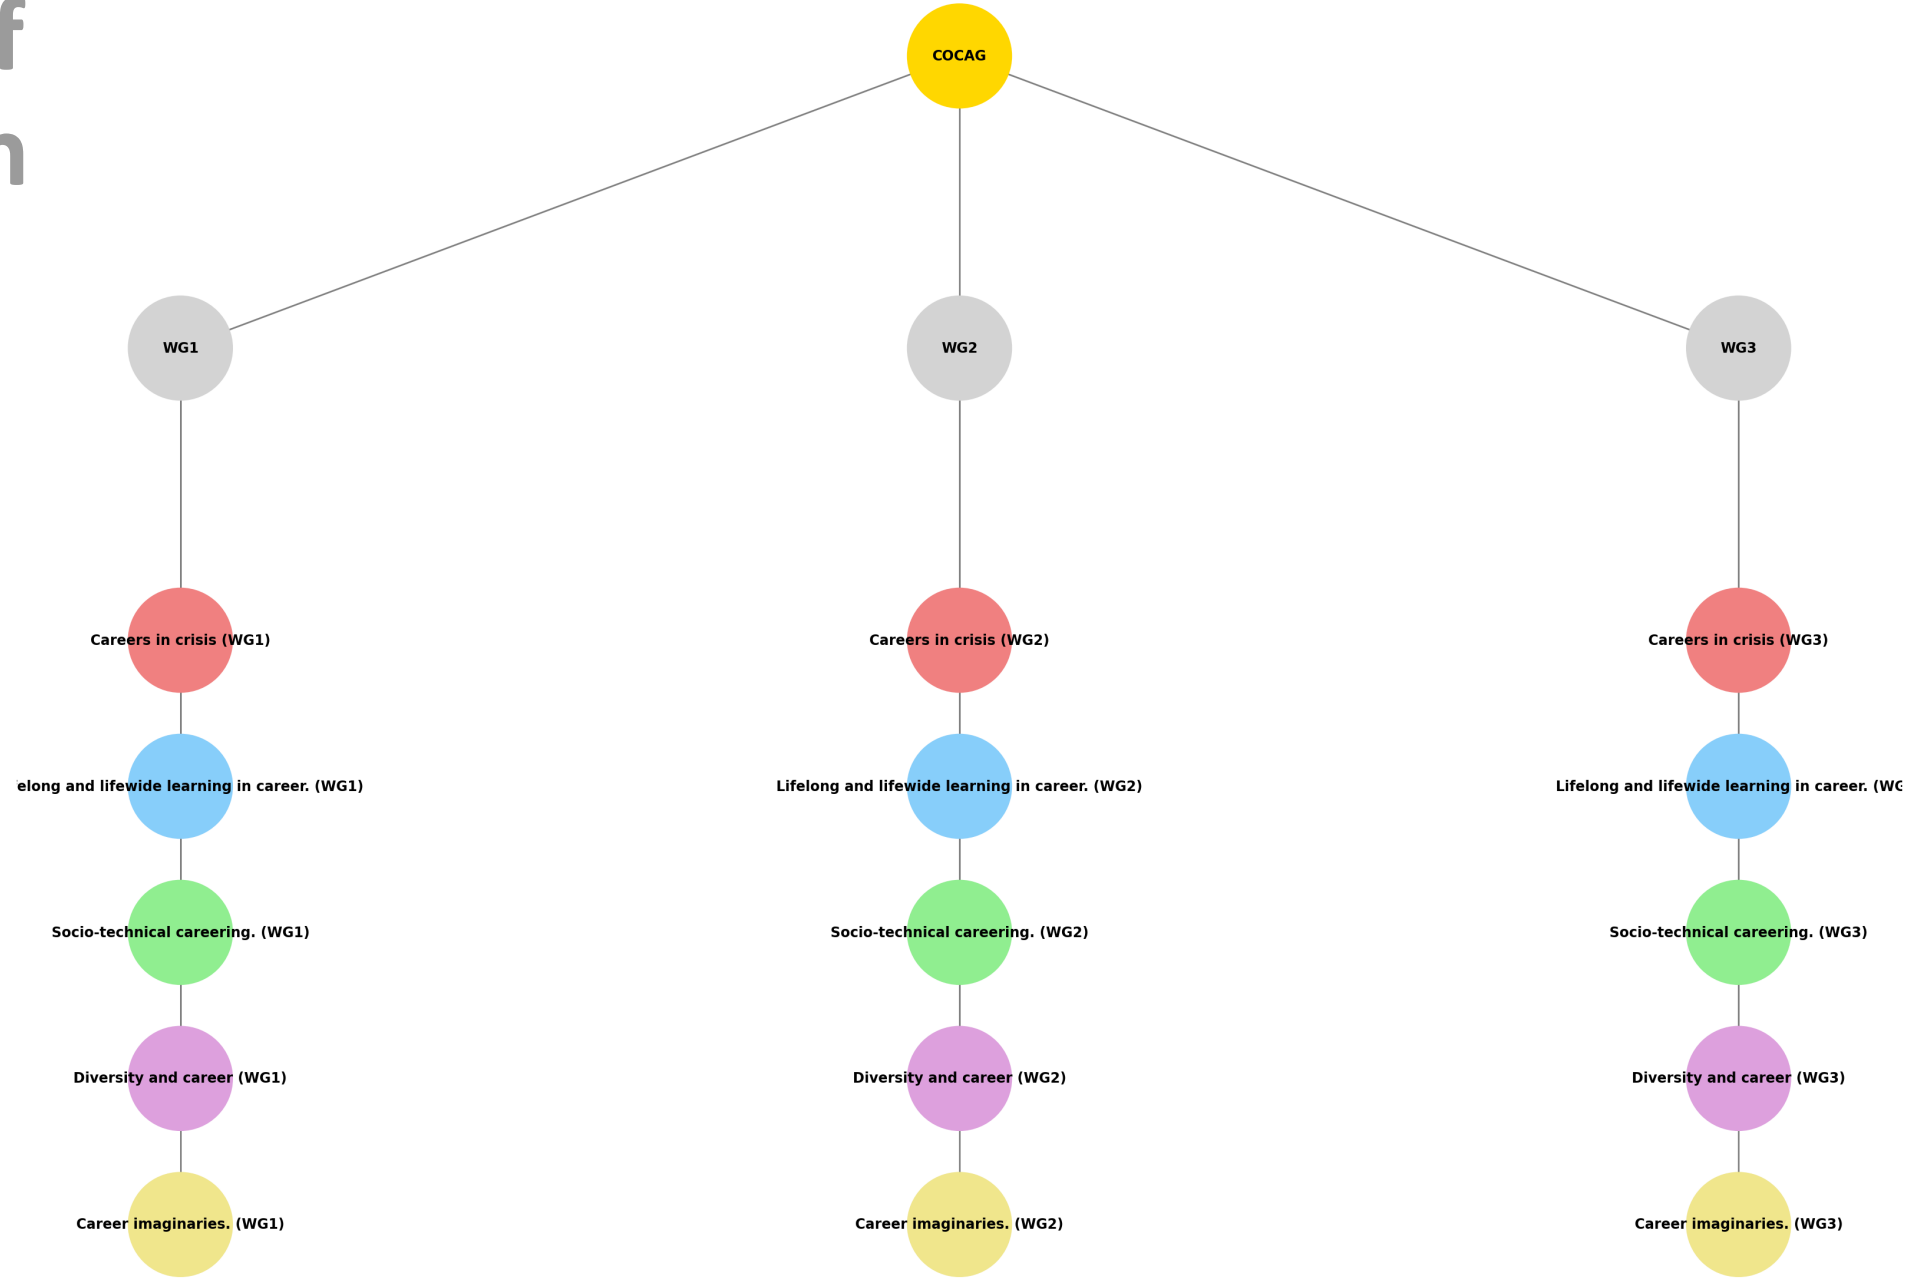 f
n
COCAG
WG1 WG2 WG3
Careers in crisis (WG1) Careers in crisis (WG2) Careers in crisis (WG3)
elong and lifewide learning in career. (WG1) Lifelong and lifewide learning in career. (WG2) Lifelong and lifewide learning in career. (WG
Socio-technical careering. (WG1) Socio-technical careering. (WG2) Socio-technical careering. (WG3)
Diversity and career (WG1) Diversity and career (WG2) Diversity and career (WG3)
Career imaginaries. (WG1) Career imaginaries. (WG2) Career imaginaries. (WG3)